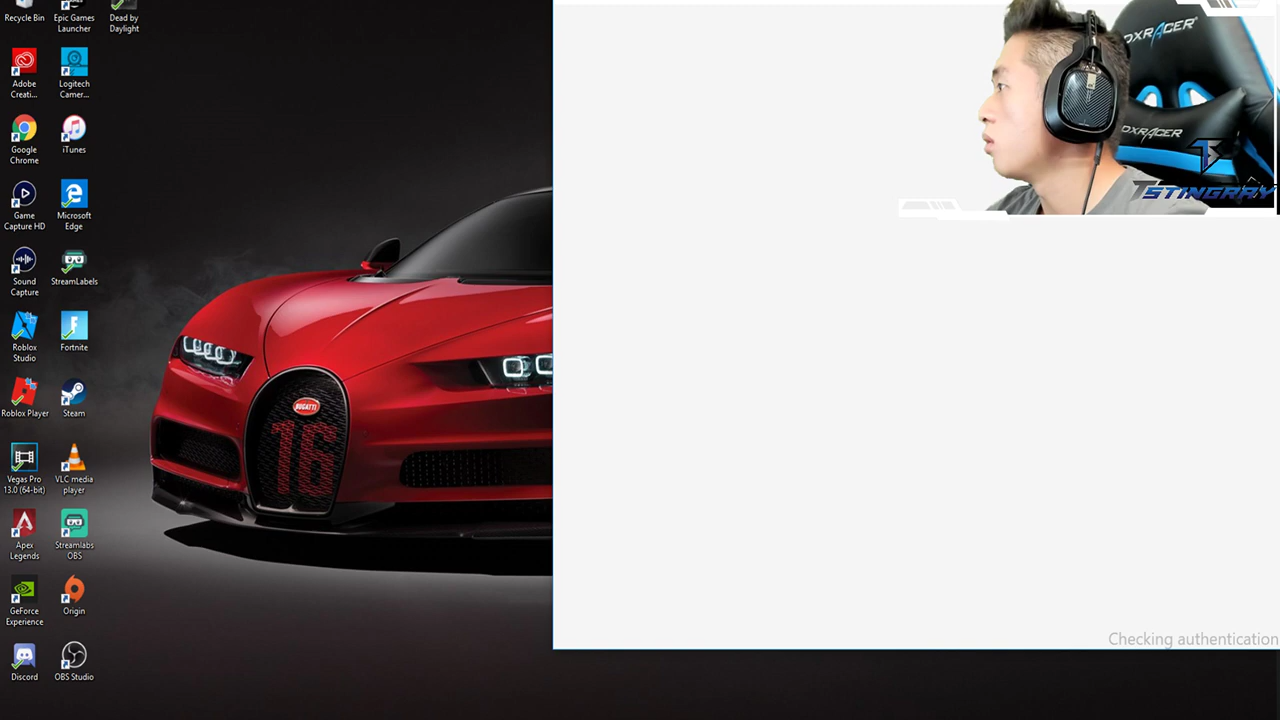 Recycle Bin
Epic Games
Launcher
Dead by
Daylight
Adobe
Creati...
Logitech
Camer...
Google
Chrome
iTunes
Game
Capture HD
Microsoft
Edge
Sound
Capture
StreamLabels
Roblox
Studio
Fortnite
Roblox Player
Steam
Vegas Pro
13.0 (64-bit)
VLC media
player
Apex
Legends
Streamlabs
OBS
GeForce
Experience
Origin
Discord
OBS Studio
BUGATTI
16
DXRACER
DXRACER
TSTINGRAY
Checking authentication